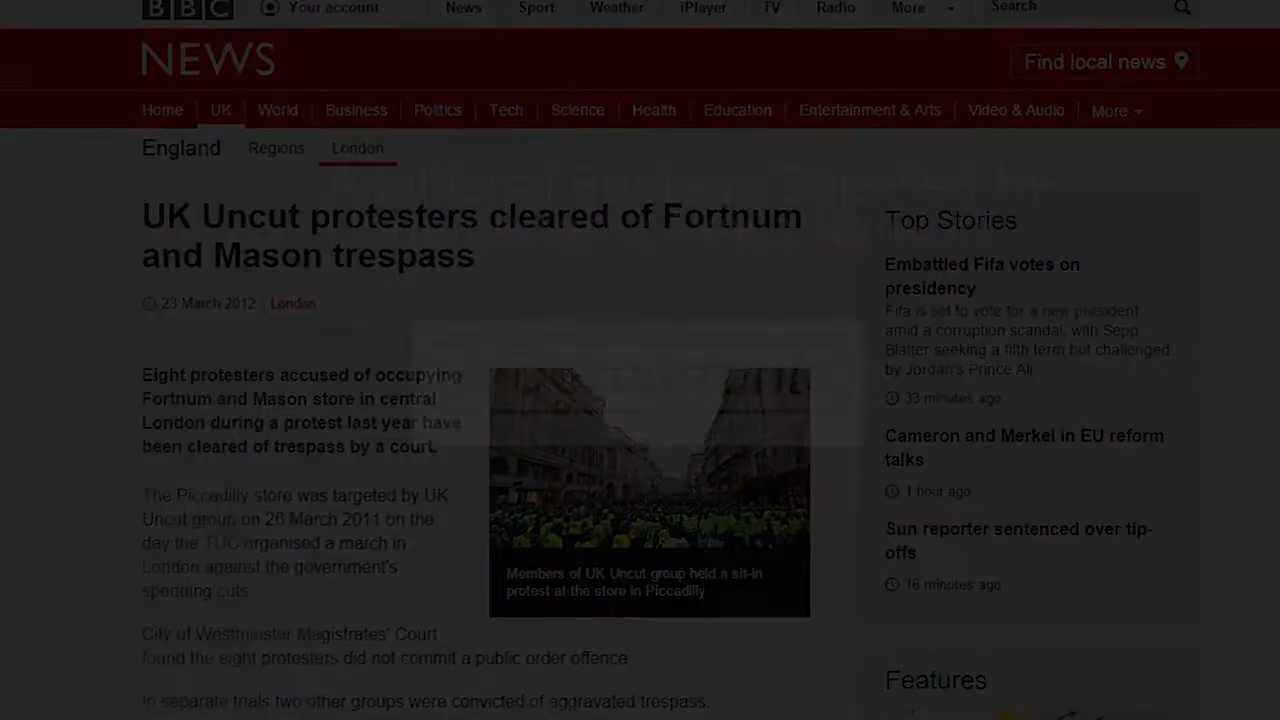 BBC Your account News Sport Weather iPlayer TV Radio More Search
NEWS
Find local news
Home UK World Business Politics Tech Science Health Education Entertainment & Arts Video & Audio More
England Regions London
UK Uncut protesters cleared of Fortnum
and Mason trespass
23 March 2012 London
Eight protesters accused of occupying
Fortnum and Mason store in central
London during a protest last year have
been cleared of trespass by a court.
The Piccadilly store was targeted by UK
Uncut group on 26 March 2011 on the
day the TUC organised a march in
London against the government's
spending cuts.
Members of UK Uncut group held a sit-in
protest at the store in Piccadilly
City of Westminster Magistrates' Court
found the eight protesters did not commit a public order offence.
In separate trials two other groups were convicted of aggravated trespass.
Top Stories
Embattled Fifa votes on
presidency
Fifa is set to vote for a new president
amid a corruption scandal, with Sepp
Blatter seeking a fifth term but challenged
by Jordan's Prince Ali.
33 minutes ago
Cameron and Merkel in EU reform
talks
1 hour ago
Sun reporter sentenced over tip-
offs
16 minutes ago
Features